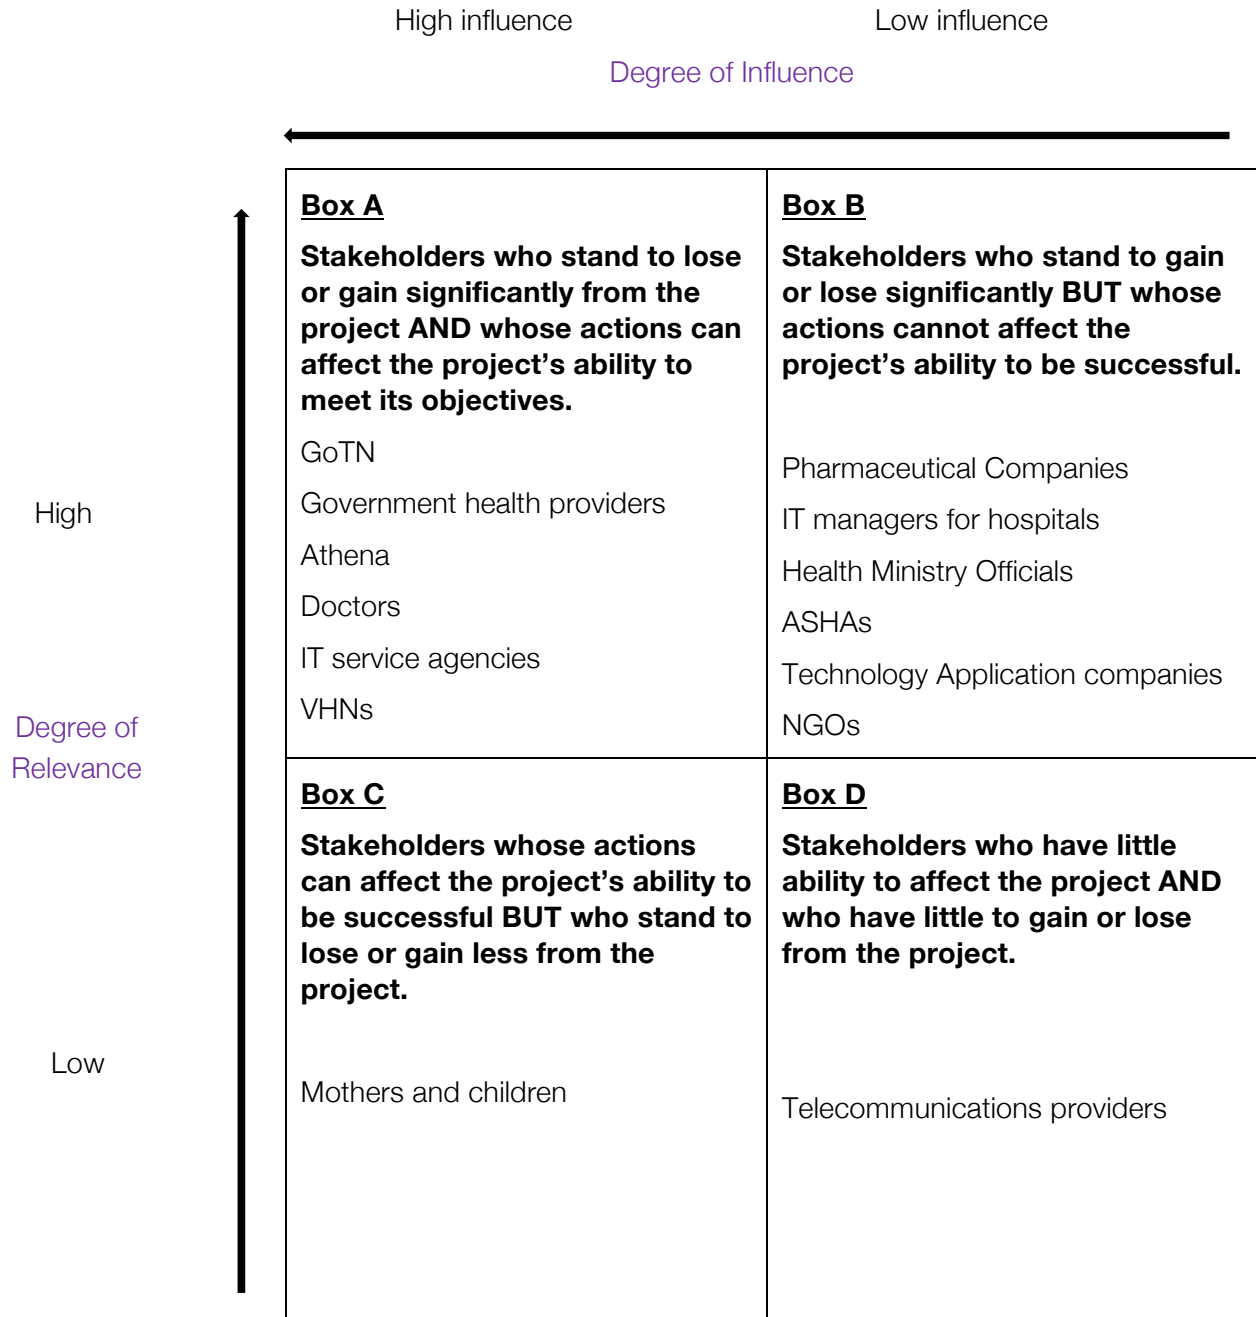 High influence
Low influence
Degree of Influence
Box A
Stakeholders who stand to lose
or gain significantly from the
project AND whose actions can
affect the project’s ability to
meet its objectives.
GoTN
Government health providers
Athena
Doctors
IT service agencies
VHNs
Box B
Stakeholders who stand to gain
or lose significantly BUT whose
actions cannot affect the
project’s ability to be successful.
Pharmaceutical Companies
IT managers for hospitals
Health Ministry Officials
ASHAs
Technology Application companies
NGOs
High
Degree of
Relevance
Low
Box C
Stakeholders whose actions
can affect the project’s ability to
be successful BUT who stand to
lose or gain less from the
project.
Mothers and children
Box D
Stakeholders who have little
ability to affect the project AND
who have little to gain or lose
from the project.
Telecommunications providers